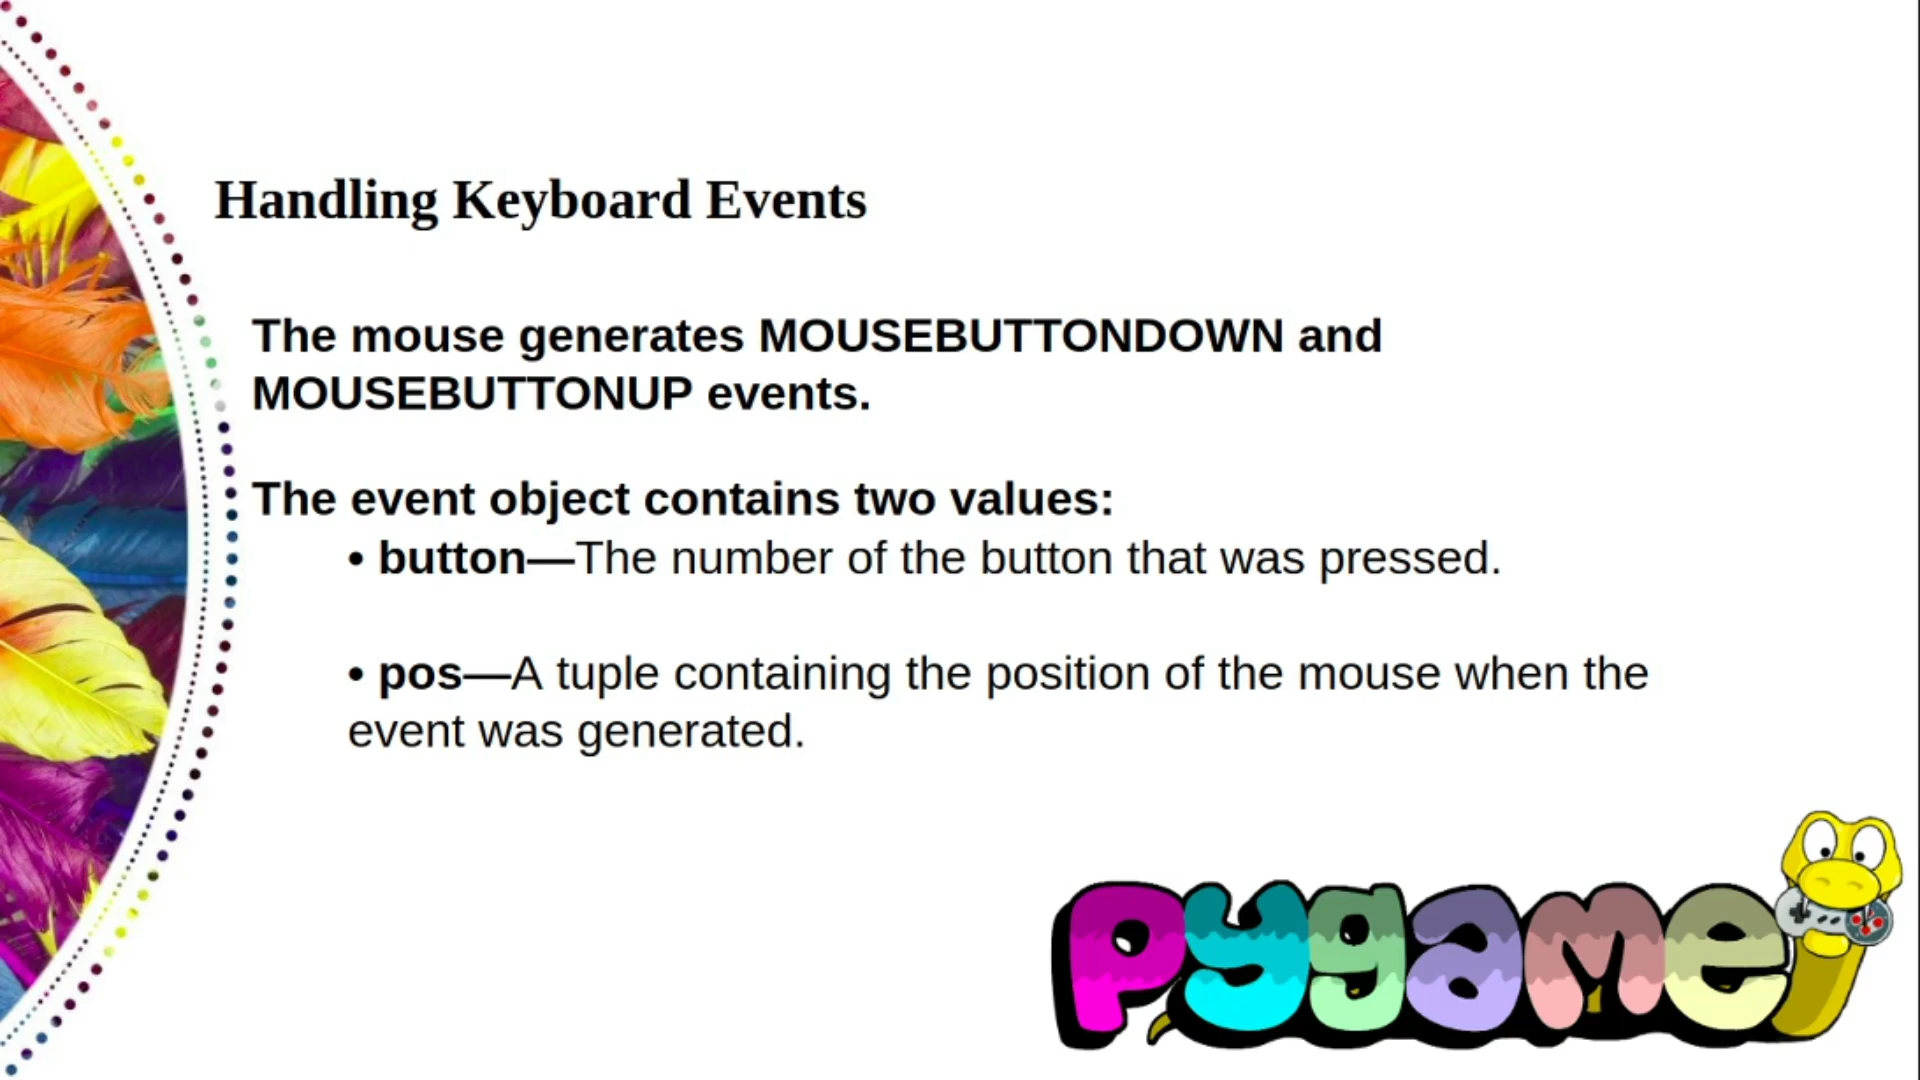 Handling Keyboard Events
The mouse generates MOUSEBUTTONDOWN and
MOUSEBUTTONUP events.
The event object contains two values:
• button—The number of the button that was pressed.
• pos—A tuple containing the position of the mouse when the
event was generated.
pygame